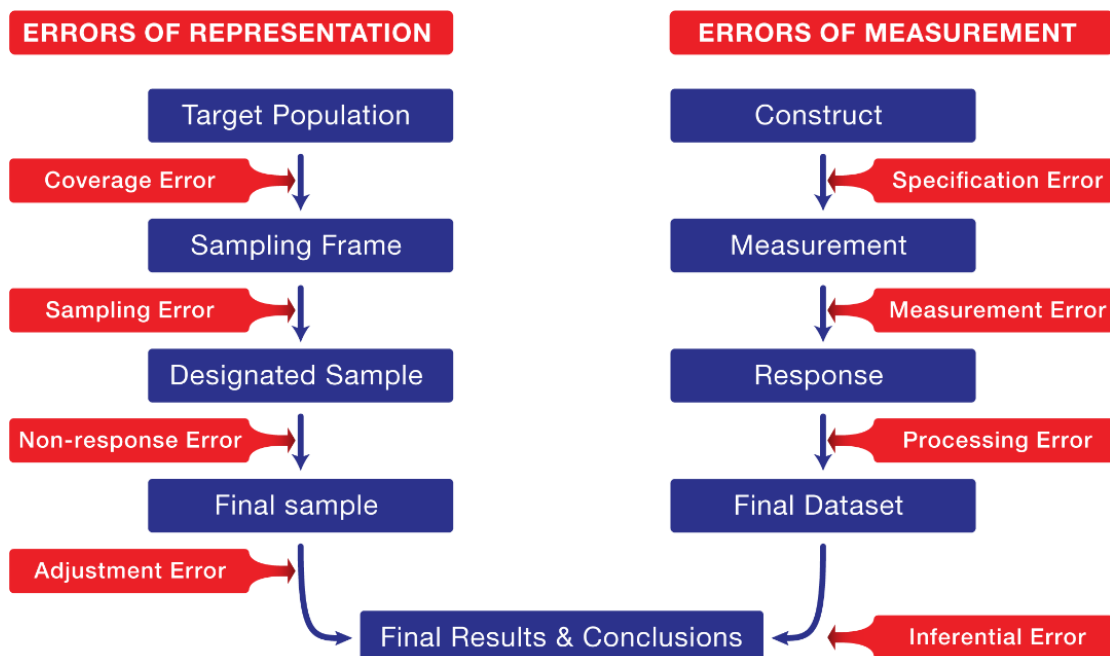 ERRORS OF REPRESENTATION
Target Population
Coverage Error
Sampling Frame
Sampling Error
Designated Sample
Non-response Error
Final sample
Adjustment Error
ERRORS OF MEASUREMENT
Construct
Specification Error
Measurement
Measurement Error
Response
Processing Error
Final Dataset
Final Results & Conclusions
Inferential Error